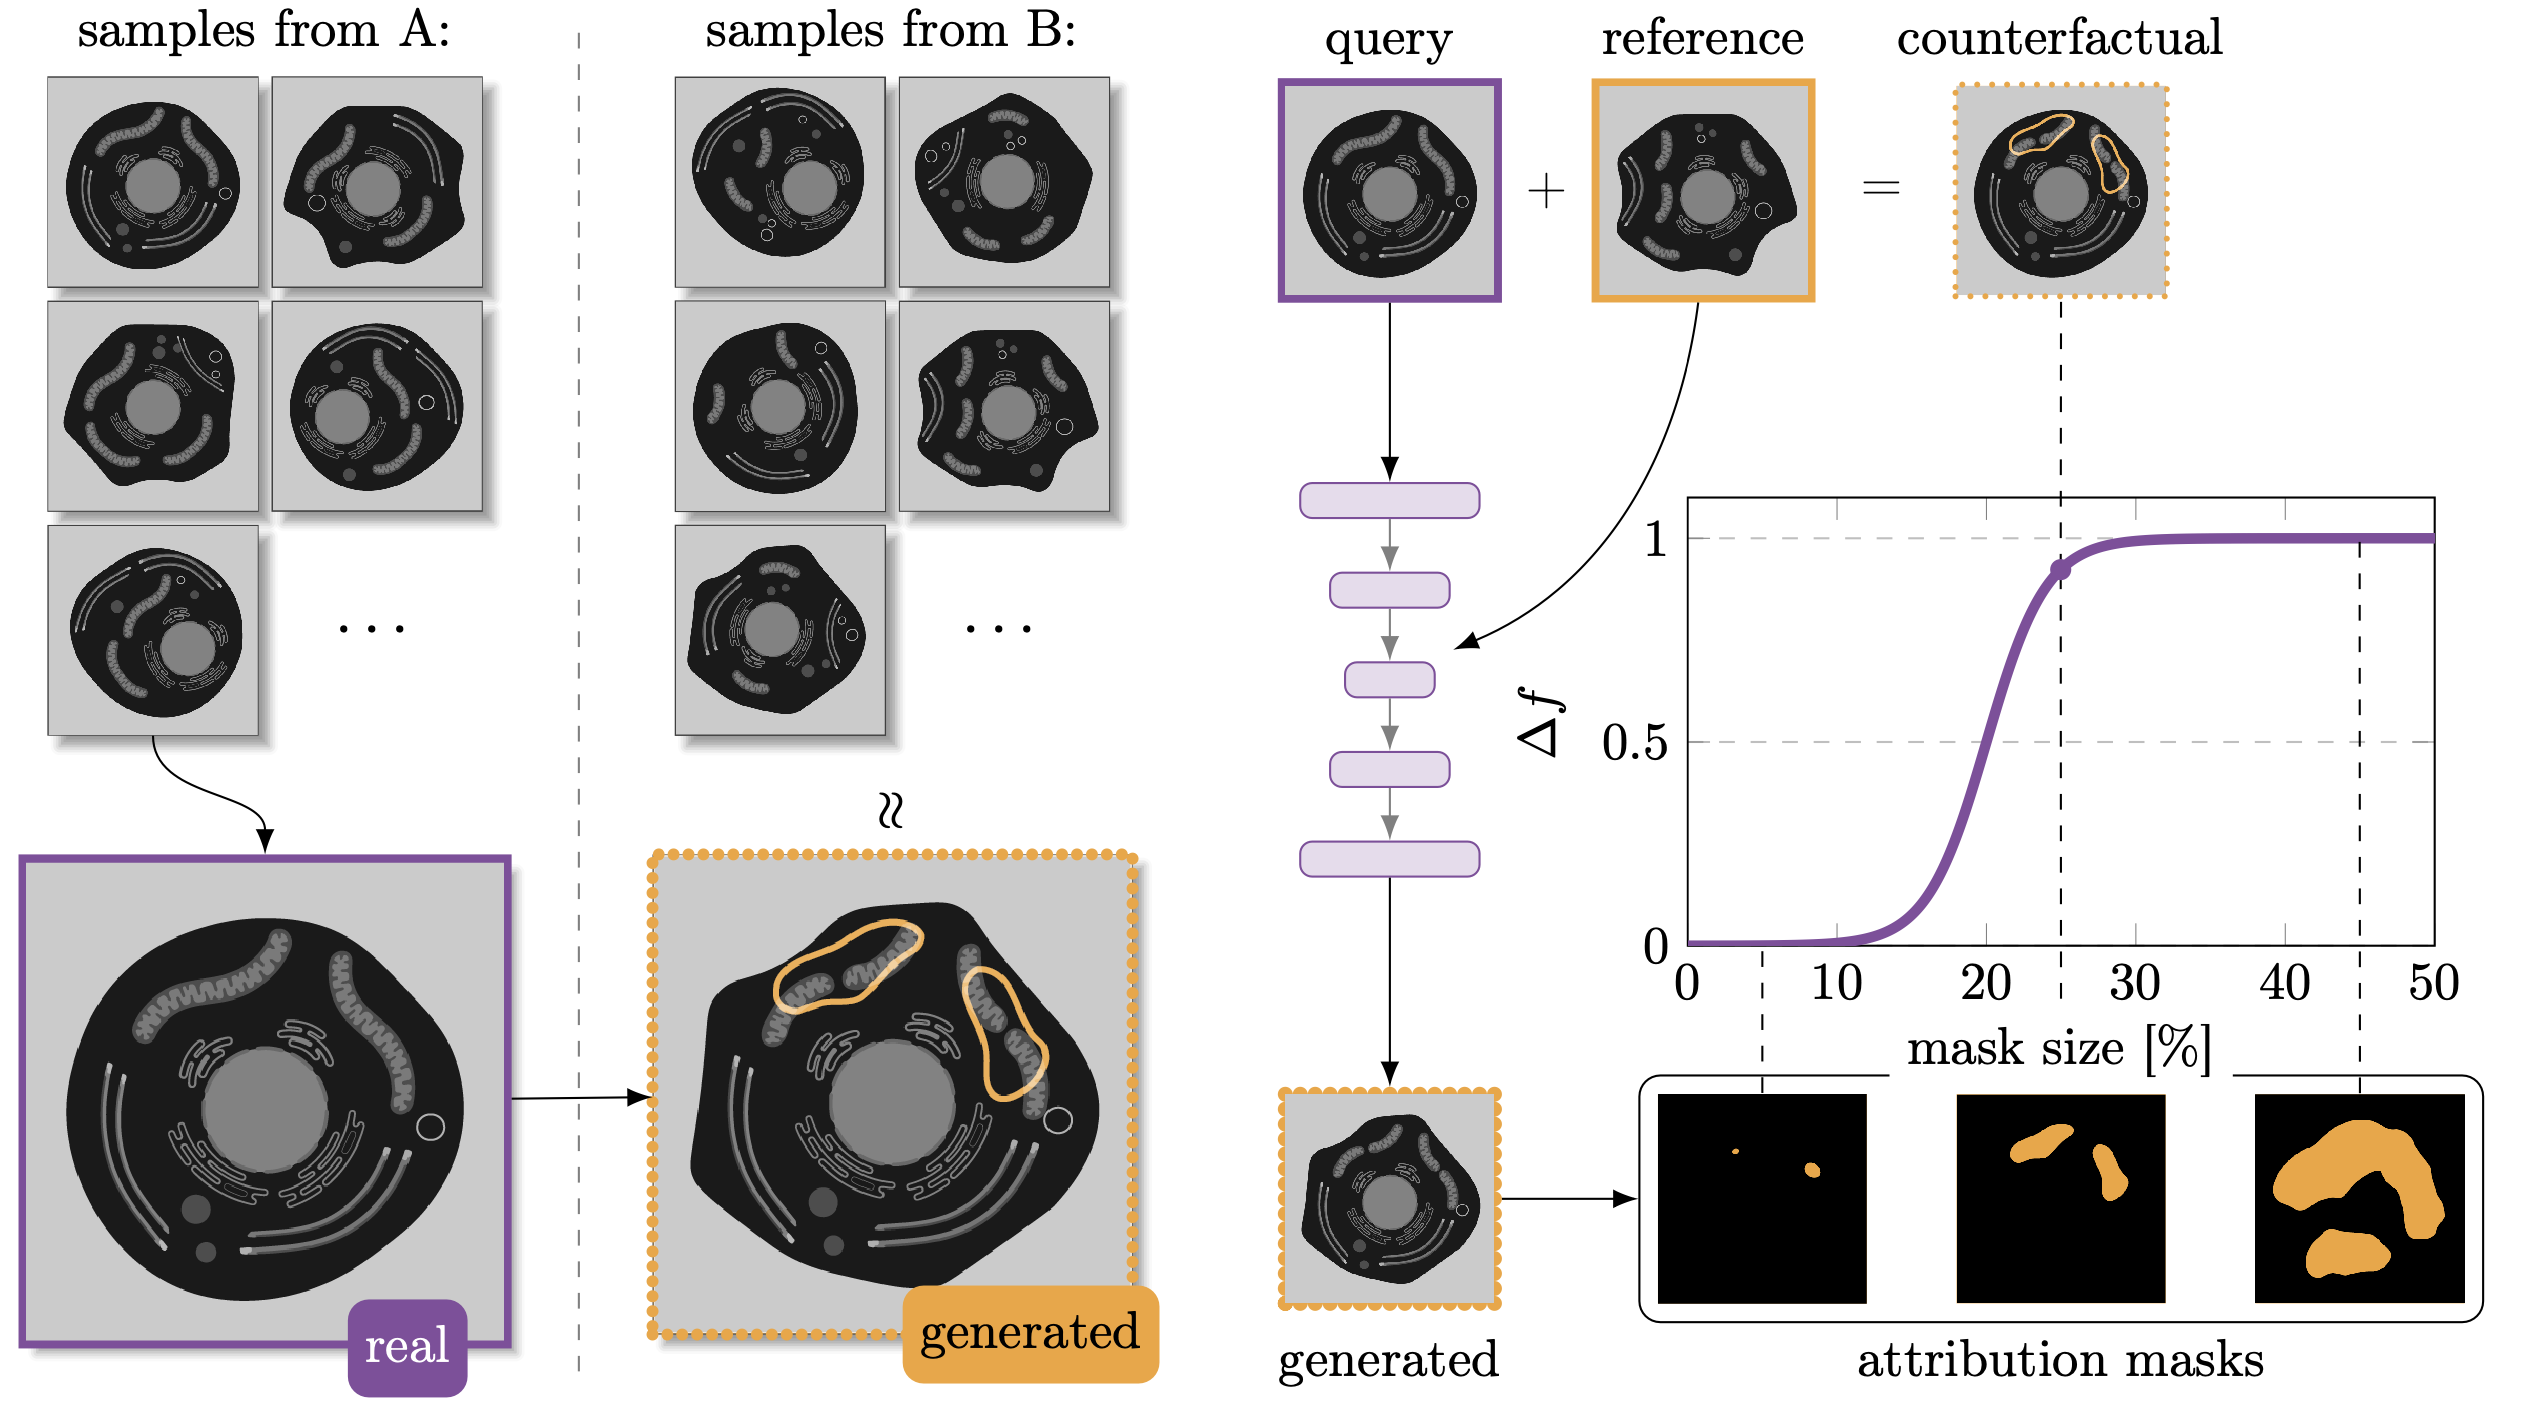 samples from A:
samples from B:
query
reference
counterfactual
+
=
...
...
≈
real
generated
generated
Δf
1
0.5
0
0 10 20 30 40 50
mask size [%]
attribution masks